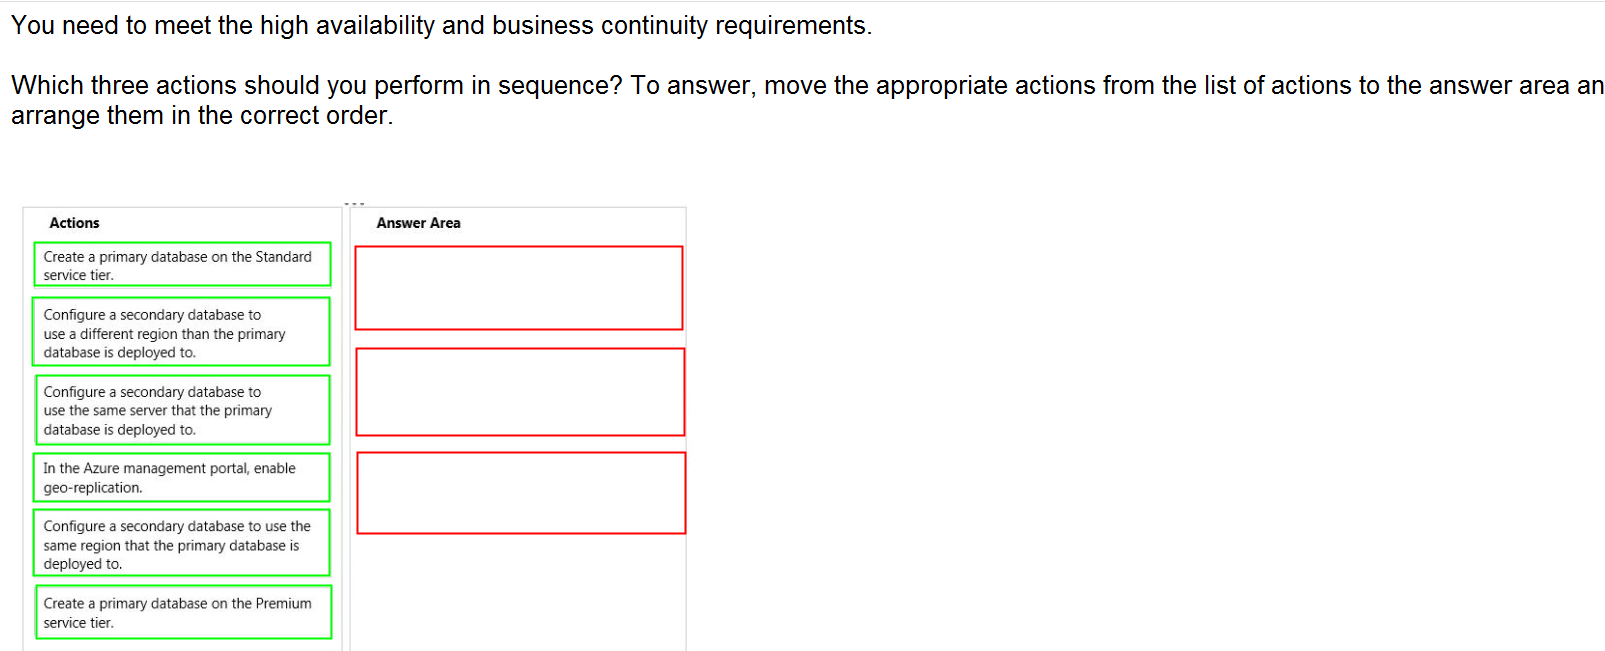 You need to meet the high availability and business continuity requirements.
Which three actions should you perform in sequence? To answer, move the appropriate actions from the list of actions to the answer area an
arrange them in the correct order.
Actions
Create a primary database on the Standard
service tier.
Configure a secondary database to
use a different region than the primary
database is deployed to.
Configure a secondary database to
use the same server that the primary
database is deployed to.
In the Azure management portal, enable
geo-replication.
Configure a secondary database to use the
same region that the primary database is
deployed to.
Create a primary database on the Premium
service tier.
Answer Area